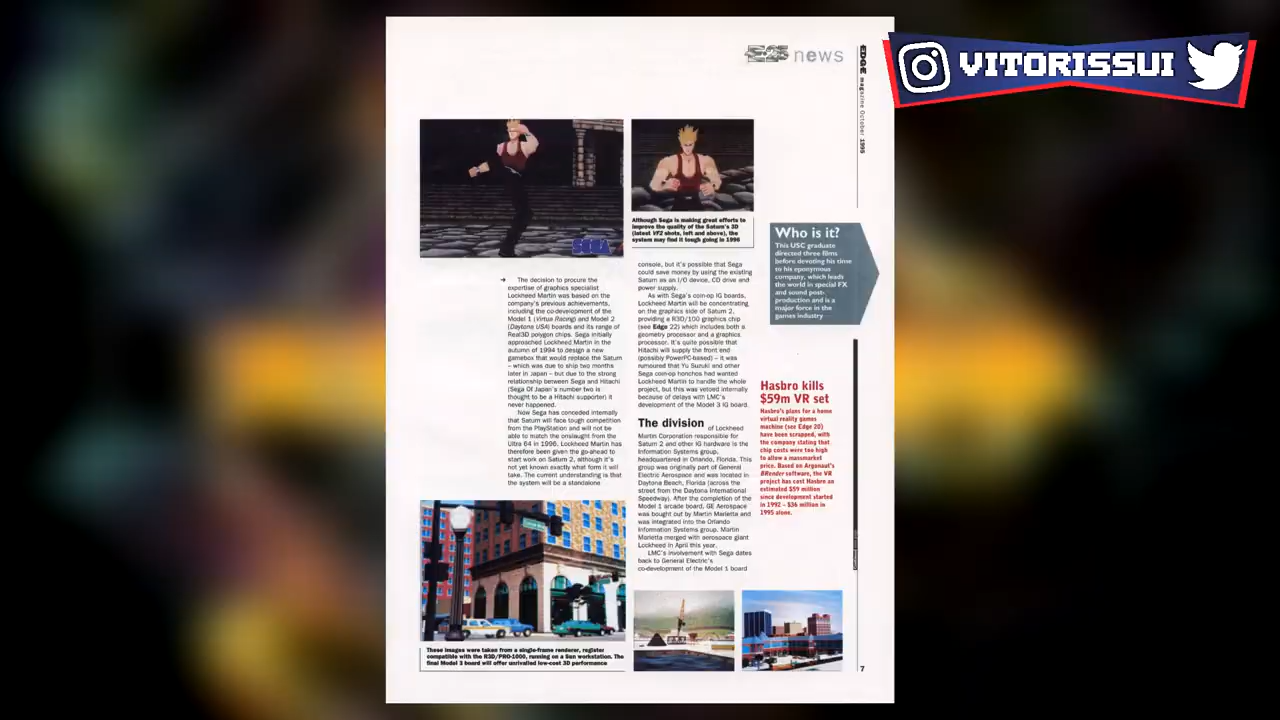 news
EDGE magazine October 1995
VITORISSUI
SEGA
Although Sega is making great efforts to
improve the quality of the Saturn's 3D
(latest VF2 shots, left and above), the
system may find it tough going in 1996
Who is it?
This USC graduate
directed three films
before devoting his time
to his eponymous
company, which leads
the world in special FX
and sound post-
production and is a
major force in the
games industry
→ The decision to procure the
expertise of graphics specialist
Lockheed Martin was based on the
company's previous achievements,
including the co-development of the
Model 1 (Virtua Racing) and Model 2
(Daytona USA) boards and its range of
Real3D polygon chips. Sega initially
approached Lockheed Martin in the
autumn of 1994 to design a new
gamebox that would replace the Saturn
– which was due to ship two months
later in Japan – but due to the strong
relationship between Sega and Hitachi
(Sega Of Japan's number two is
thought to be a Hitachi supporter) it
never happened.
Now Sega has conceded internally
that Saturn will face tough competition
from the PlayStation and will not be
able to match the onslaught from the
Ultra 64 in 1996. Lockheed Martin has
therefore been given the go-ahead to
start work on Saturn 2, although it's
not yet known exactly what form it will
take. The current understanding is that
the system will be a standalone
console, but it's possible that Sega
could save money by using the existing
Saturn as an I/O device, CD drive and
power supply.
As with Sega's coin-op IG boards,
Lockheed Martin will be concentrating
on the graphics side of Saturn 2,
providing a R3D/100 graphics chip
(see Edge 22) which includes both a
geometry processor and a graphics
processor. It's quite possible that
Hitachi will supply the front end
(possibly PowerPC-based) – it was
rumoured that Yu Suzuki and other
Sega coin-op honchos had wanted
Lockheed Martin to handle the whole
project, but this was vetoed internally
because of delays with LMC's
development of the Model 3 IG board.
The division of Lockheed
Martin Corporation responsible for
Saturn 2 and other IG hardware is the
Information Systems group,
headquartered in Orlando, Florida. This
group was originally part of General
Electric Aerospace and was located in
Daytona Beach, Florida (across the
street from the Daytona International
Speedway). After the completion of the
Model 1 arcade board, GE Aerospace
was bought out by Martin Marietta and
was integrated into the Orlando
Information Systems group. Martin
Marietta merged with aerospace giant
Lockheed in April this year.
LMC's involvement with Sega dates
back to General Electric's
co-development of the Model 1 board
Hasbro kills
$59m VR set
Hasbro's plans for a home
virtual reality games
machine (see Edge 20)
have been scrapped, with
the company stating that
chip costs were too high
to allow a massmarket
price. Based on Argonaut's
BRender software, the VR
project has cost Hasbro an
estimated $59 million
since development started
in 1992 – $36 million in
1995 alone.
These images were taken from a single-frame renderer, register
compatible with the R3D/PRO-1000, running on a Sun workstation. The
final Model 3 board will offer unrivalled low-cost 3D performance
7